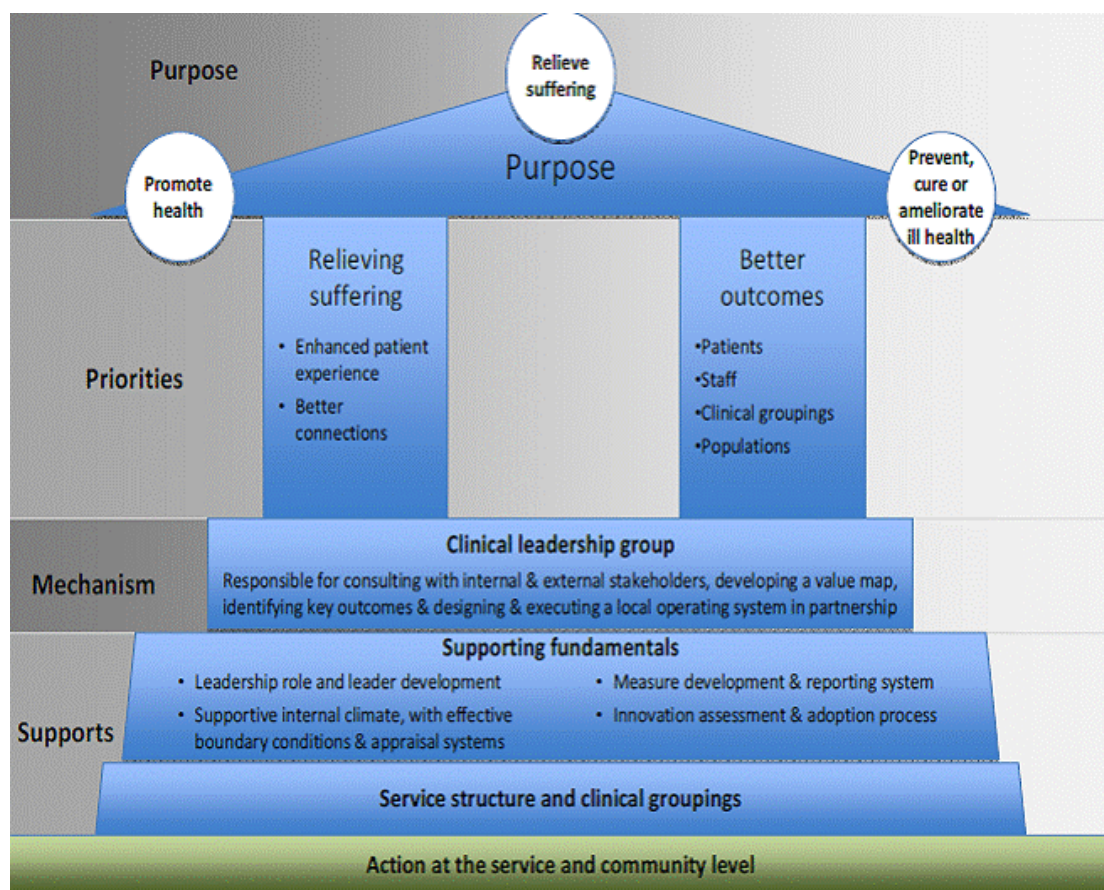 Purpose
Relieve
suffering
Purpose
Promote
health
Prevent,
cure or
ameliorate
ill health
Priorities
Relieving
suffering
• Enhanced patient
experience
• Better
connections
Better
outcomes
•Patients
•Staff
•Clinical groupings
•Populations
Mechanism
Clinical leadership group
Responsible for consulting with internal & external stakeholders, developing a value map,
identifying key outcomes & designing & executing a local operating system in partnership
Supports
Supporting fundamentals
• Leadership role and leader development
• Supportive internal climate, with effective
boundary conditions & appraisal systems
• Measure development & reporting system
• Innovation assessment & adoption process
Service structure and clinical groupings
Action at the service and community level